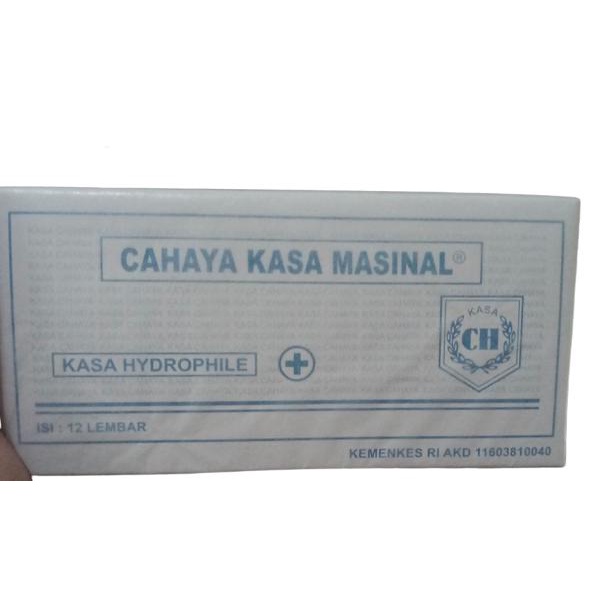 CAHAYA KASA MASINAL®
KASA
CH
KASA HYDROPHILE
ISI : 12 LEMBAR
KEMENKES RI AKD 11603810040